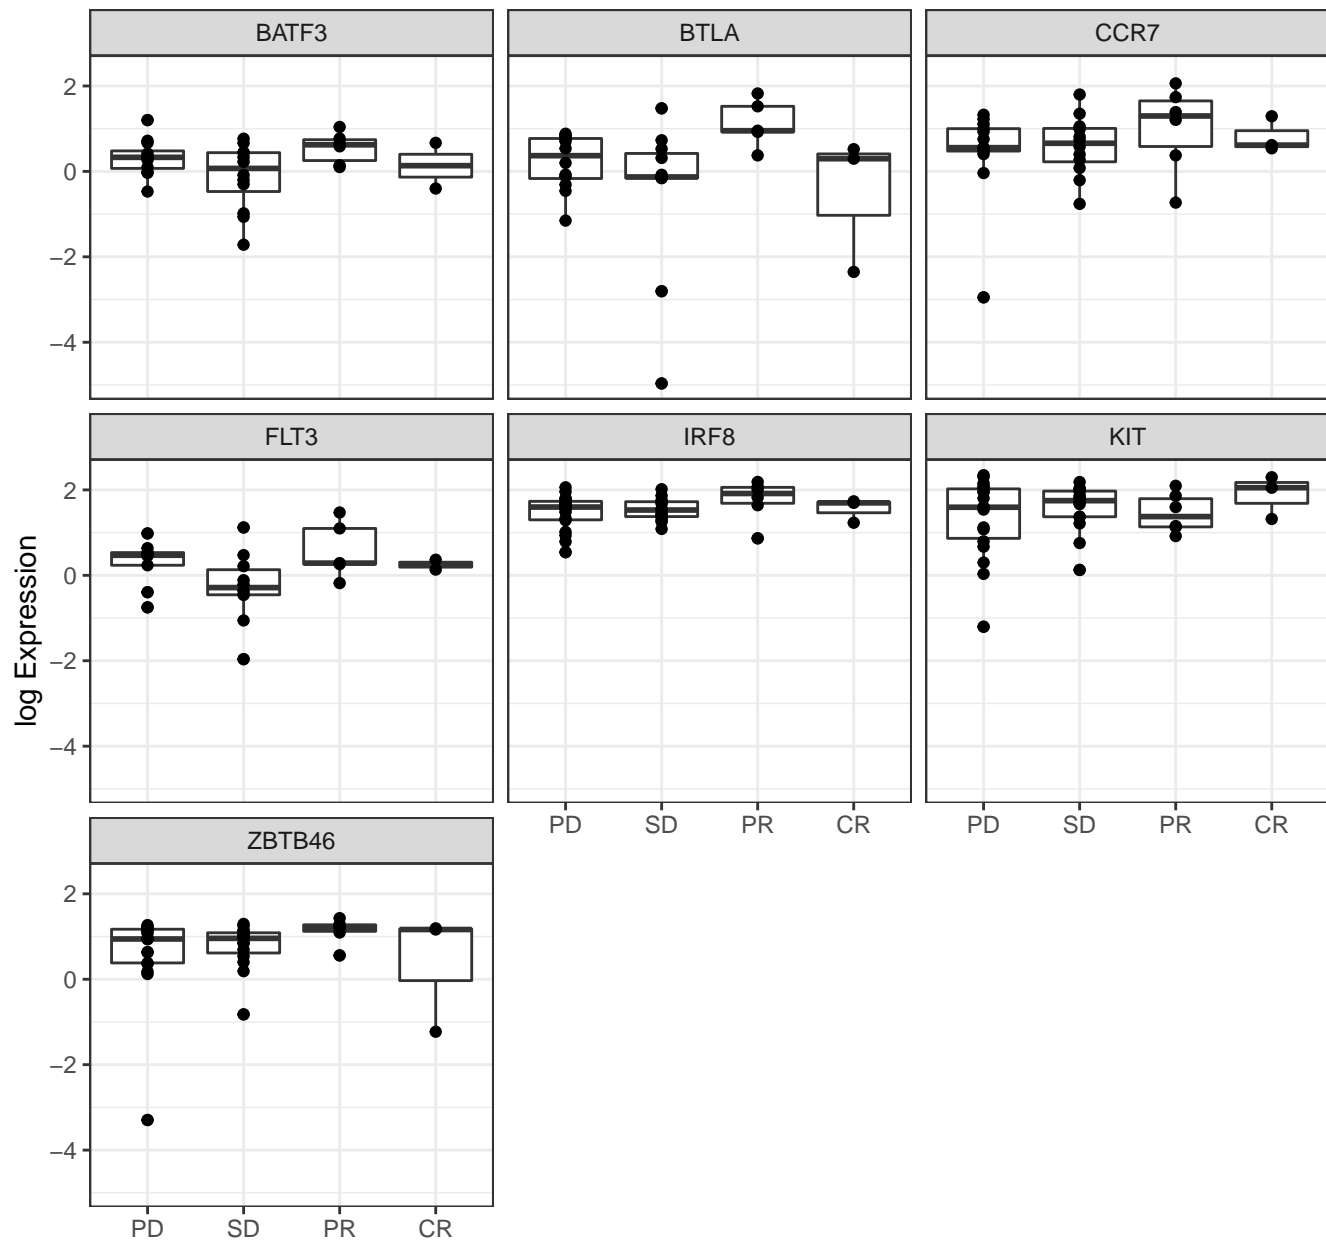 BATF3 BTLA CCR7
2
0
−2
−4
FLT3 IRF8 KIT
2
0
−2
−4
PD SD PR CR PD SD PR CR
ZBTB46
2
0
−2
−4
PD SD PR CR
log Expression